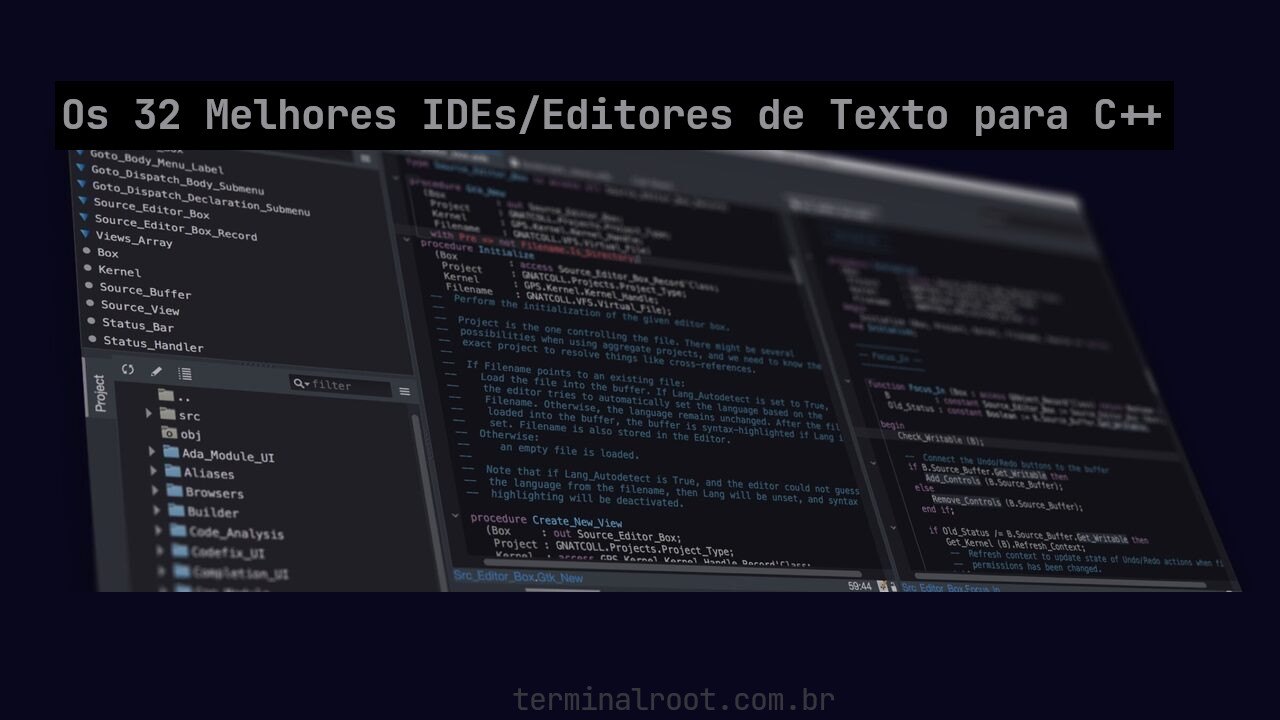 Os 32 Melhores IDEs/Editores de Texto para C++
Goto_Body_Menu_Label
Goto_Dispatch_Body_Submenu
Goto_Dispatch_Declaration_Submenu
Source_Editor_Box
Source_Editor_Box_Record
Views_Array
Box
Kernel
Source_Buffer
Source_View
Status_Bar
Status_Handler
Project
filter
..
src
obj
Ada_Module_UI
Aliases
Browsers
Builder
Code_Analysis
Codefix_UI
Completion_UI
procedure Gtk_New
(Box : out Source_Editor_Box;
Project : GNATCOLL.Projects.Project_Type;
Kernel : GPS.Kernel.Kernel_Handle;
Filename : GNATCOLL.VFS.Virtual_File)
with Pre => not Filename.Is_Directory;
procedure Initialize
(Box : access Source_Editor_Box_Record'Class;
Project : GNATCOLL.Projects.Project_Type;
Kernel : GPS.Kernel.Kernel_Handle;
Filename : GNATCOLL.VFS.Virtual_File);
-- Perform the initialization of the given editor box.
--
-- Project is the one controlling the file. There might be several
-- possibilities when using aggregate projects, and we need to know the
-- exact project to resolve things like cross-references.
--
-- If Filename points to an existing file:
-- Load the file into the buffer. If Lang_Autodetect is set to True,
-- the editor tries to automatically set the language based on the
-- Filename. Otherwise, the language remains unchanged. After the fil
-- loaded into the buffer, the buffer is syntax-highlighted if Lang i
-- set. Filename is also stored in the Editor.
-- Otherwise:
-- an empty file is loaded.
--
-- Note that if Lang_Autodetect is True, and the editor could not guess
-- the language from the filename, then Lang will be unset, and syntax
-- highlighting will be deactivated.
procedure Create_New_View
(Box : out Source_Editor_Box;
Project : GNATCOLL.Projects.Project_Type;
Kernel : access GPS.Kernel.Kernel_Handle_Record'Class;
Src_Editor_Box.Gtk_New
59:44
-- Focus_In --
function Focus_In (Box : access
B : constant Source_Editor_Box := Source
Old_Status : constant Boolean := B.Source_Buffer.Get_Writable;
begin
Check_Writable (B);
-- Connect the Undo/Redo buttons to the buffer
if B.Source_Buffer.Get_Writable then
Add_Controls (B.Source_Buffer);
else
Remove_Controls (B.Source_Buffer);
end if;
if Old_Status /= B.Source_Buffer.Get_Writable then
Get_Kernel (B).Refresh_Context;
-- Refresh context to update state of Undo/Redo actions when fi
-- permissions has been changed.
Src_Editor_Box.Focus_In
terminalroot.com.br